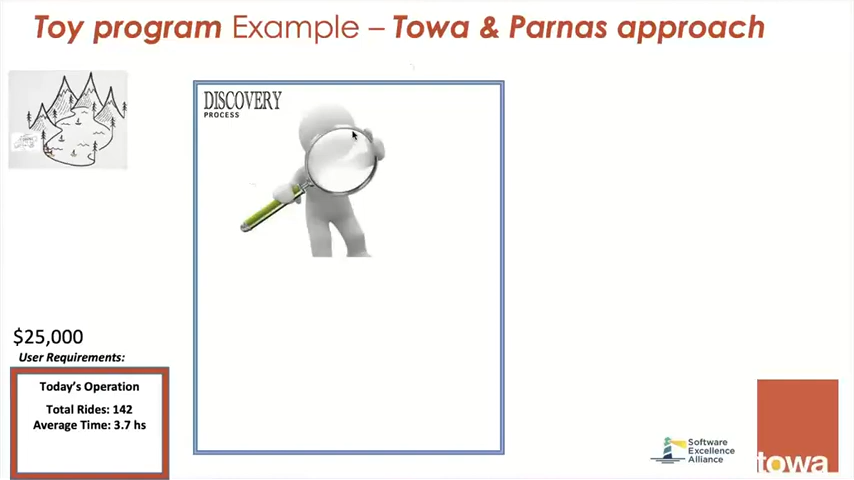 Toy program Example – Towa & Parnas approach
DISCOVERY
PROCESS
$25,000
User Requirements:
Today's Operation
Total Rides: 142
Average Time: 3.7 hs
Software
Excellence
Alliance
towa